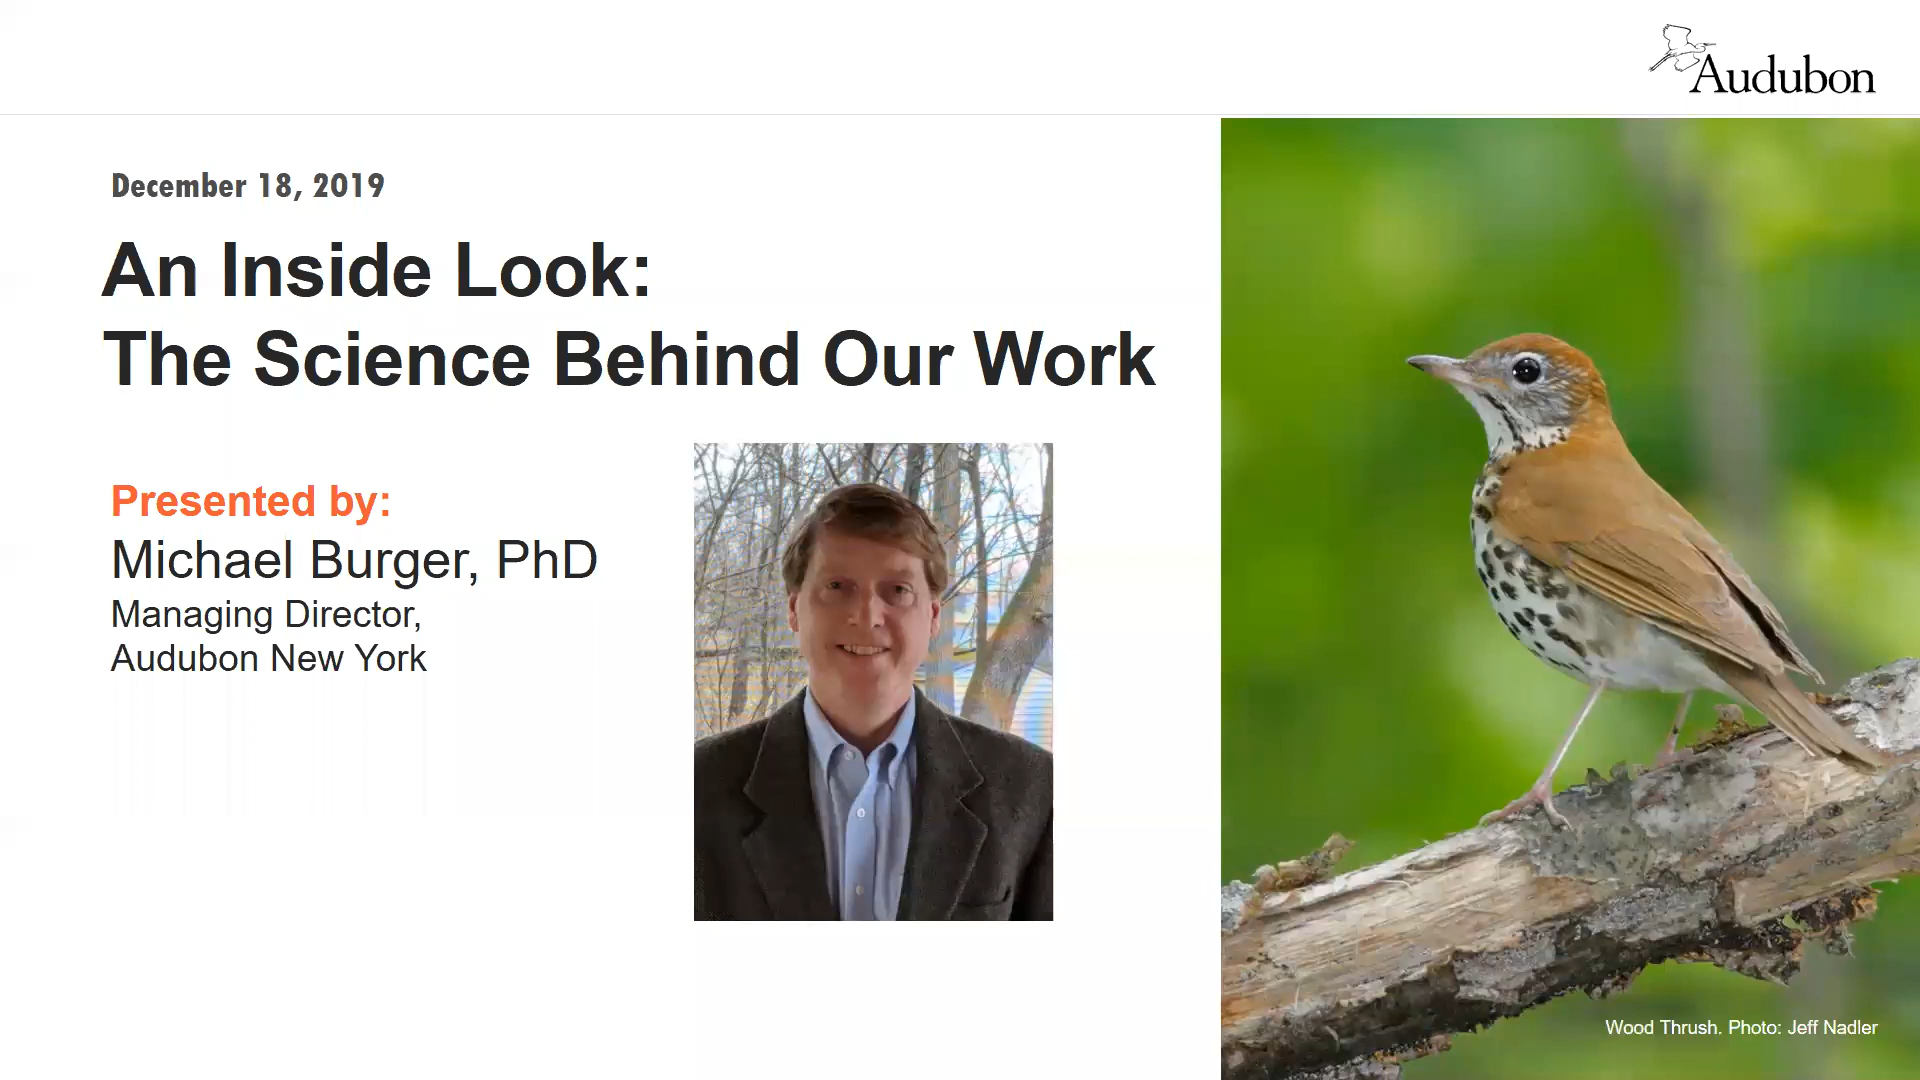 Audubon
December 18, 2019
An Inside Look:
The Science Behind Our Work
Presented by:
Michael Burger, PhD
Managing Director,
Audubon New York
Wood Thrush. Photo: Jeff Nadler